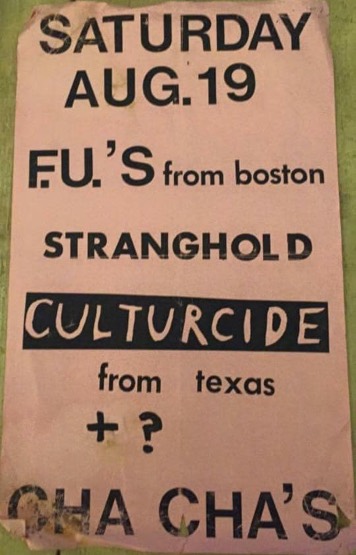 SATURDAY
AUG.19
F.U.'S from boston
STRANGHOLD
CULTURCIDE
from texas
+ ?
CHA CHA'S